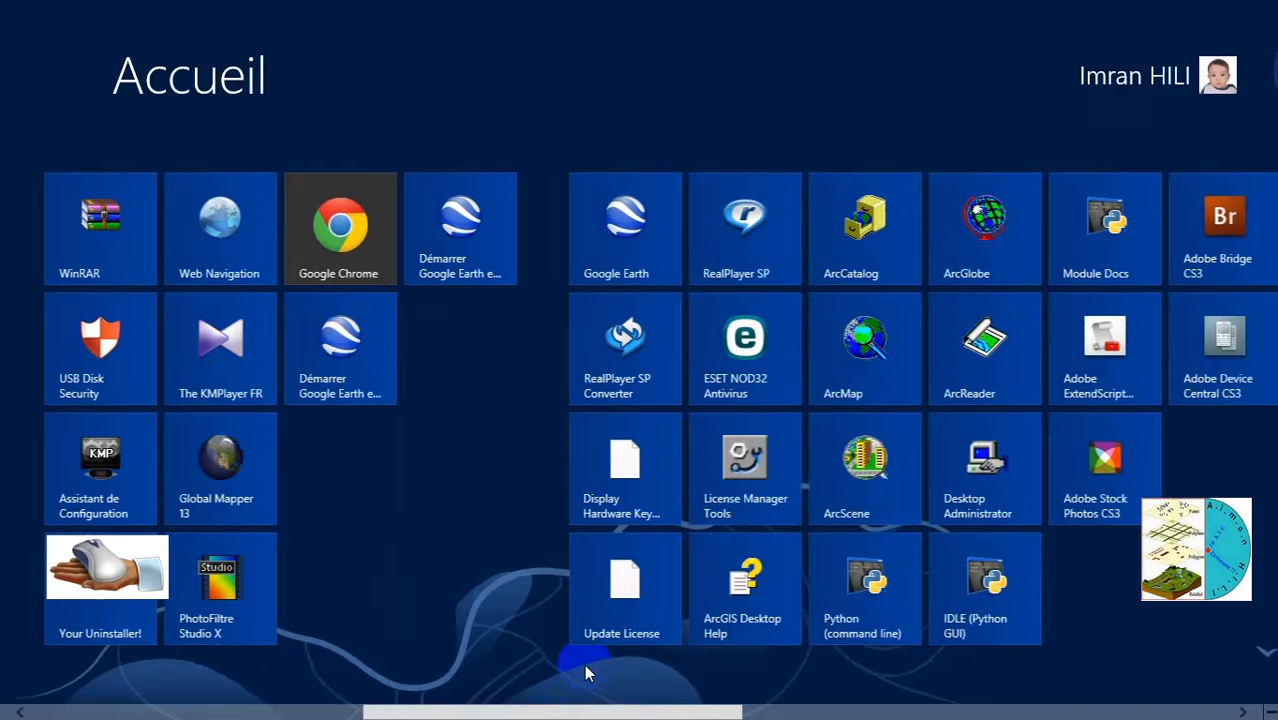 Accueil
Imran HILI
WinRAR
Web Navigation
Google Chrome
Démarrer
Google Earth e...
Google Earth
RealPlayer SP
ArcCatalog
ArcGlobe
Module Docs
Br
Adobe Bridge
CS3
USB Disk
Security
The KMPlayer FR
Démarrer
Google Earth e...
RealPlayer SP
Converter
e
ESET NOD32
Antivirus
ArcMap
ArcReader
Adobe
ExtendScript...
Adobe Device
Central CS3
KMP
Assistant de
Configuration
Global Mapper
13
Display
Hardware Key...
License Manager
Tools
ArcScene
Desktop
Administrator
Adobe Stock
Photos CS3
Your Uninstaller!
Studio
PhotoFiltre
Studio X
Update License
ArcGIS Desktop
Help
Python
(command line)
IDLE (Python
GUI)